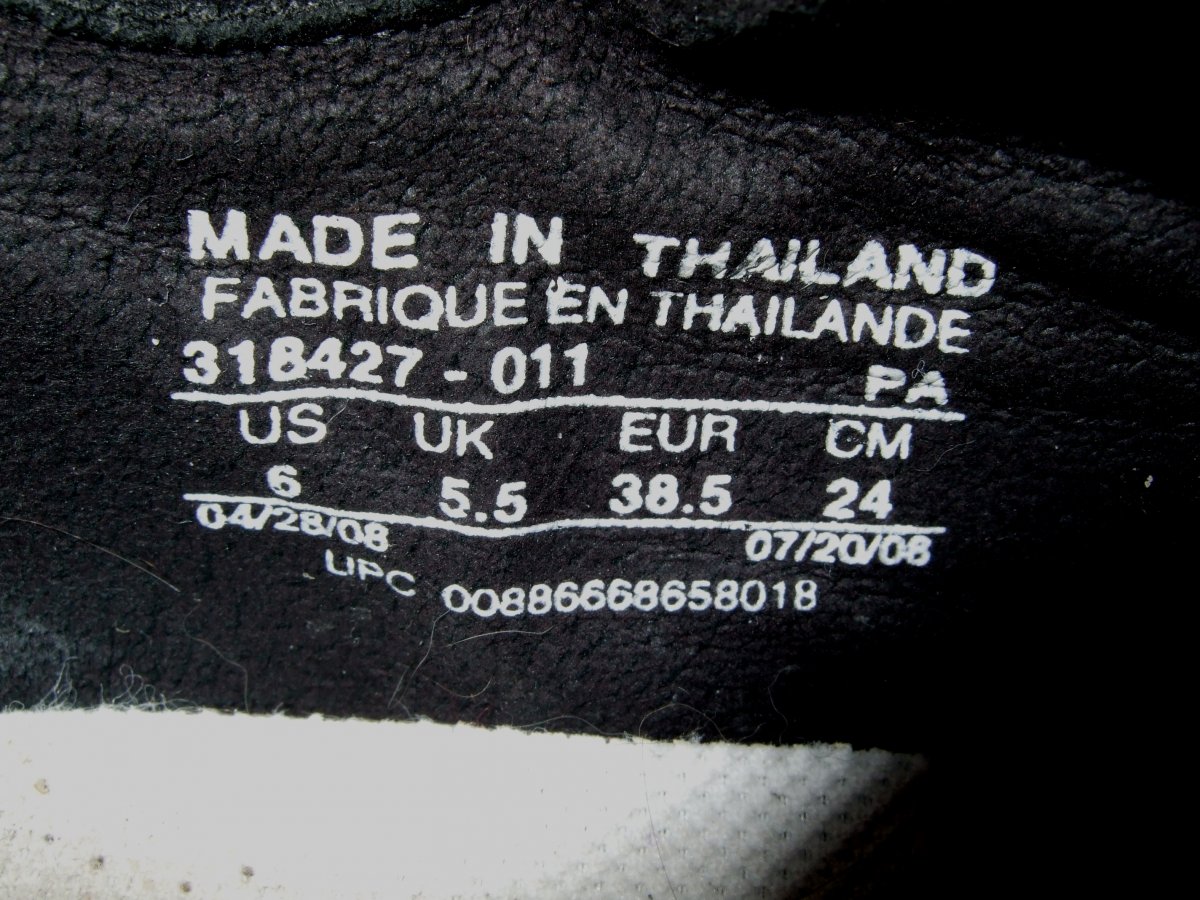 MADE IN THAILAND
FABRIQUE EN THAILANDE
318427 - 011 PA
US UK EUR CM
6 5.5 38.5 24
04/28/08 07/20/08
UPC 00886668658018